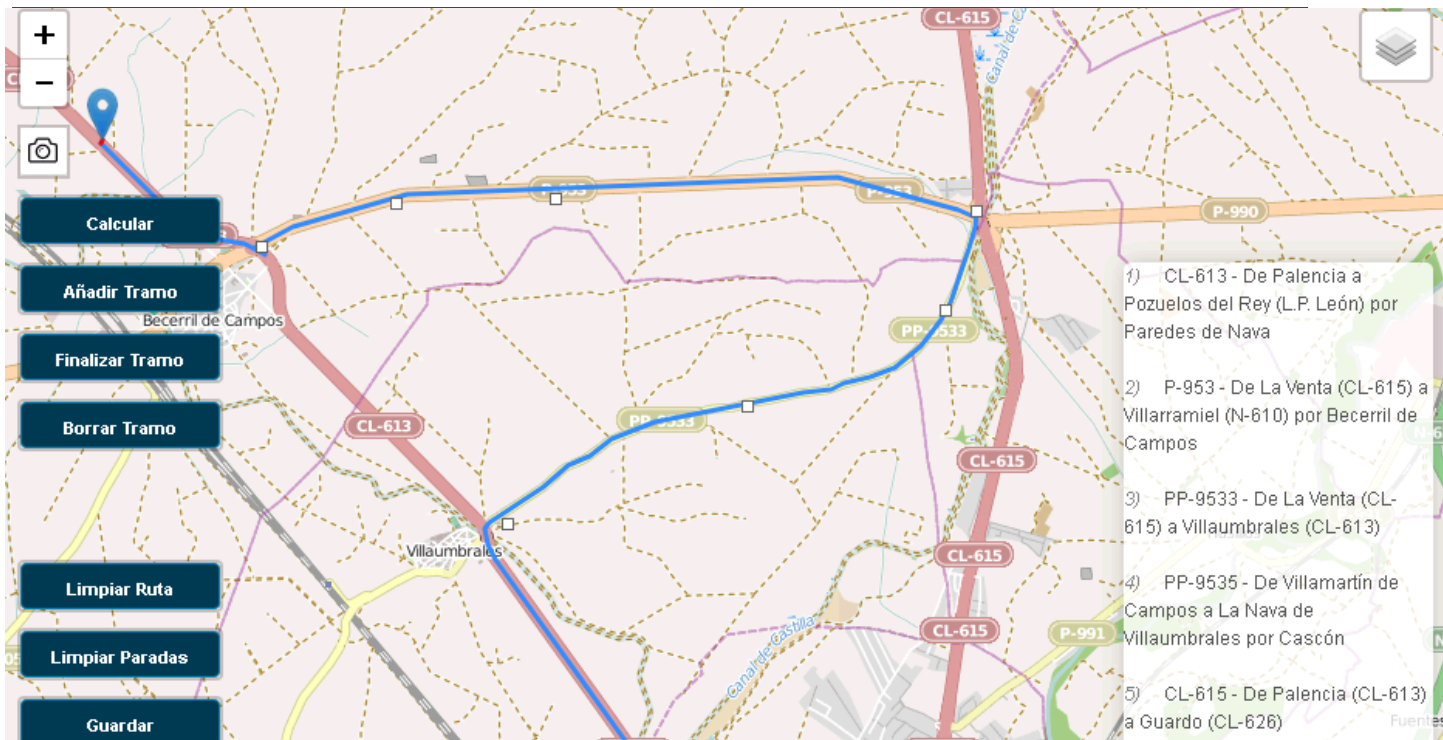 CL-615
Canal de Ca
+
−
P-953
P-990
Calcular
Añadir Tramo
Becerril de Campos
Finalizar Tramo
Borrar Tramo
PP-9533
PP-9533
CL-613
CL-615
Villaumbrales
CL-615
Limpiar Ruta
CL-615
P-991
Canal de Castilla
Limpiar Paradas
Guardar
1) CL-613 - De Palencia a
Pozuelos del Rey (L.P. León) por
Paredes de Nava
2) P-953 - De La Venta (CL-615) a
Villarramiel (N-610) por Becerril de
Campos
3) PP-9533 - De La Venta (CL-
615) a Villaumbrales (CL-613)
4) PP-9535 - De Villamartín de
Campos a La Nava de
Villaumbrales por Cascón
5) CL-615 - De Palencia (CL-613)
a Guardo (CL-626)
Fuentes